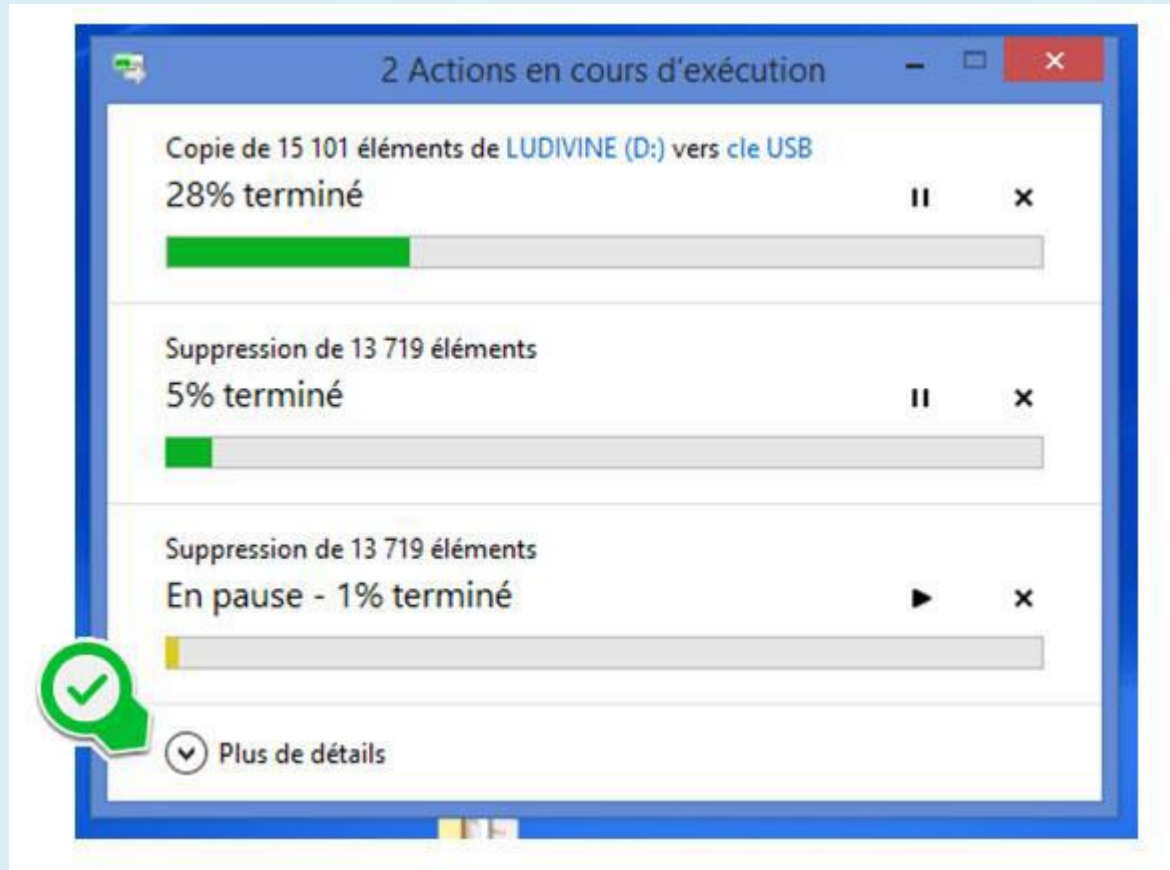 2 Actions en cours d'exécution
Copie de 15 101 éléments de LUDIVINE (D:) vers cle USB
28% terminé
Suppression de 13 719 éléments
5% terminé
Suppression de 13 719 éléments
En pause - 1% terminé
Plus de détails